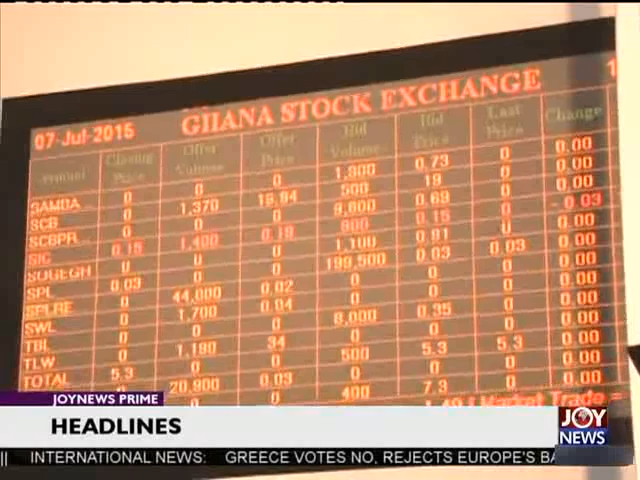 07-Jul-2015 GHANA STOCK EXCHANGE
Symbol Closing Price Offer Volume Offer Price Bid Volume Bid Price Last Price Change
SAMBA 0 0 0 1,900 0.73 0 0.00
SCB 0 1,370 19.94 500 19 0 0.00
SCBPR.. 0 0 0 8,000 0.69 0 0.00
SIC 0.15 1,400 0.19 900 0.15 0 - 0.03
SOGEGH 0 0 0 1,100 0.91 0 0.00
SPL 0.03 0 0 199,500 0.03 0.03 0.00
SPLRE 0 44,000 0.02 0 0 0 0.00
SWL 0 1,700 0.04 0 0 0 0.00
TBL 0 0 0 8,000 0.35 0 0.00
TLW 0 1,180 34 0 0 0 0.00
TOTAL 5.3 0 0 500 5.3 5.3 0.00
0 20,900 0.03 0 0 0 0.00
400 7.3
Market Trade
JOYNEWS PRIME
HEADLINES
JOY
NEWS
INTERNATIONAL NEWS: GREECE VOTES NO, REJECTS EUROPE'S